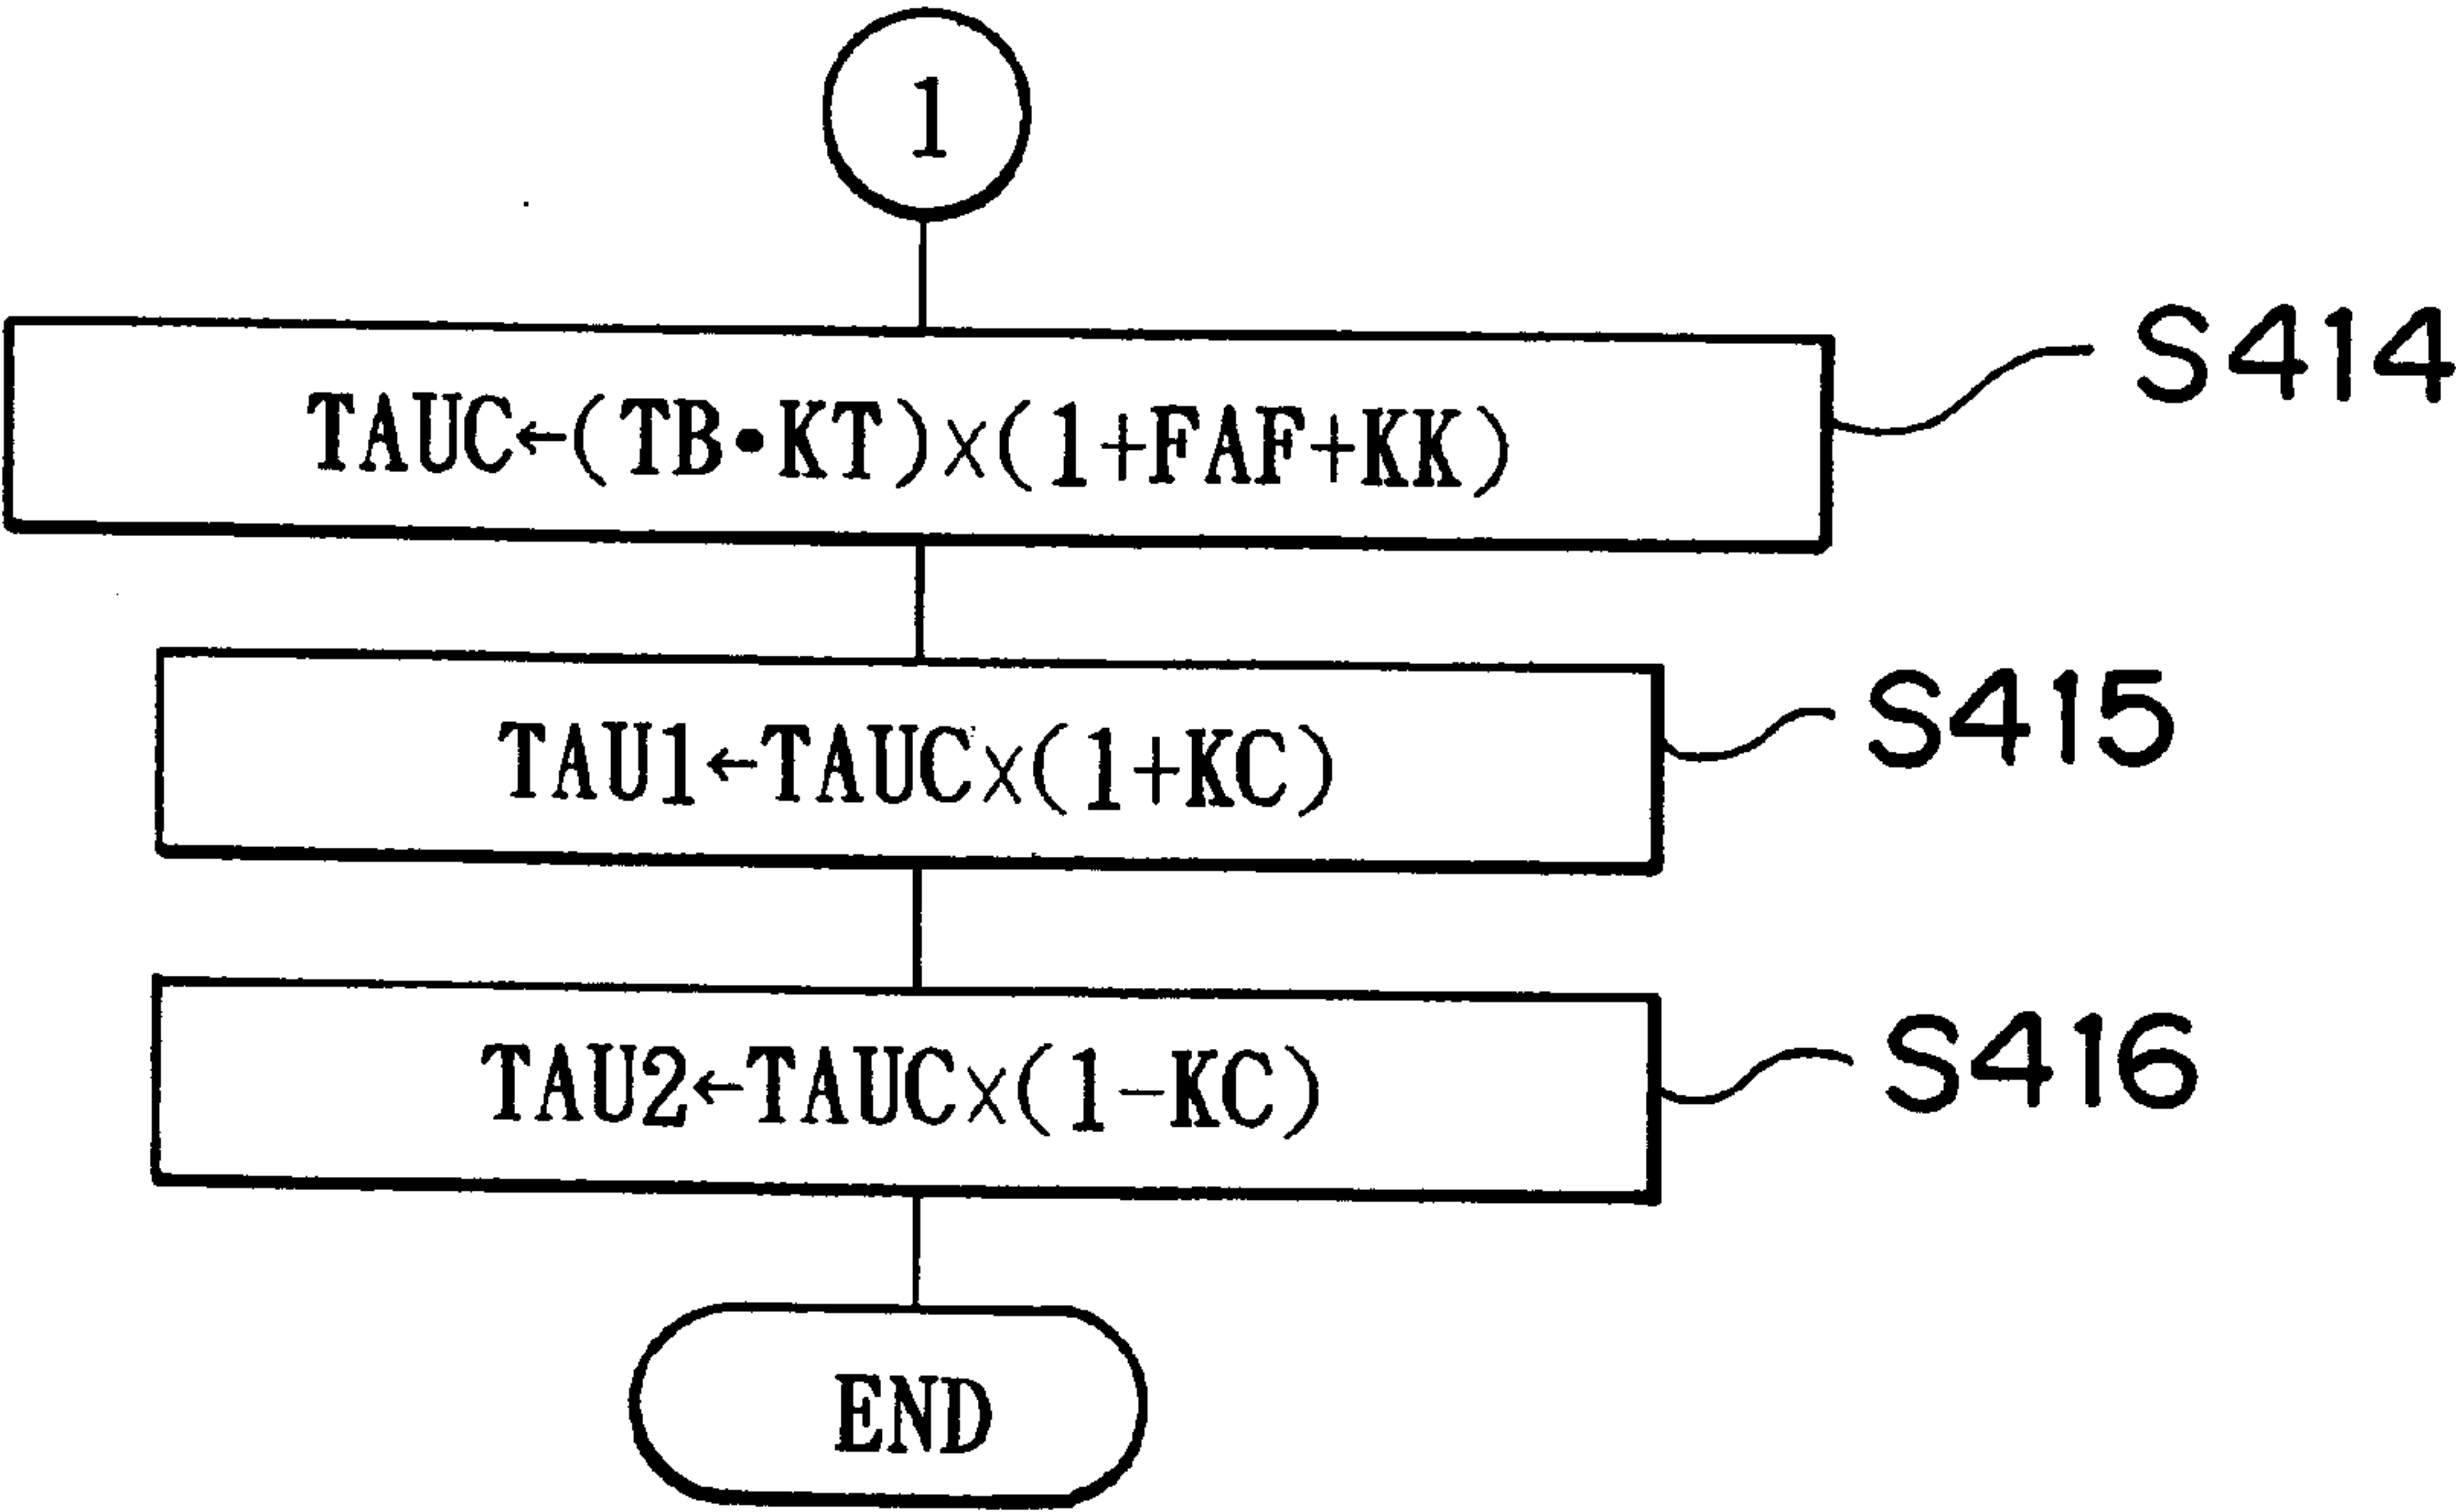 1
TAUC←(TB•KT)×(1+FAF+KK)
S414
TAU1←TAUC×(1+KC)
S415
TAU2←TAUC×(1−KC)
S416
END